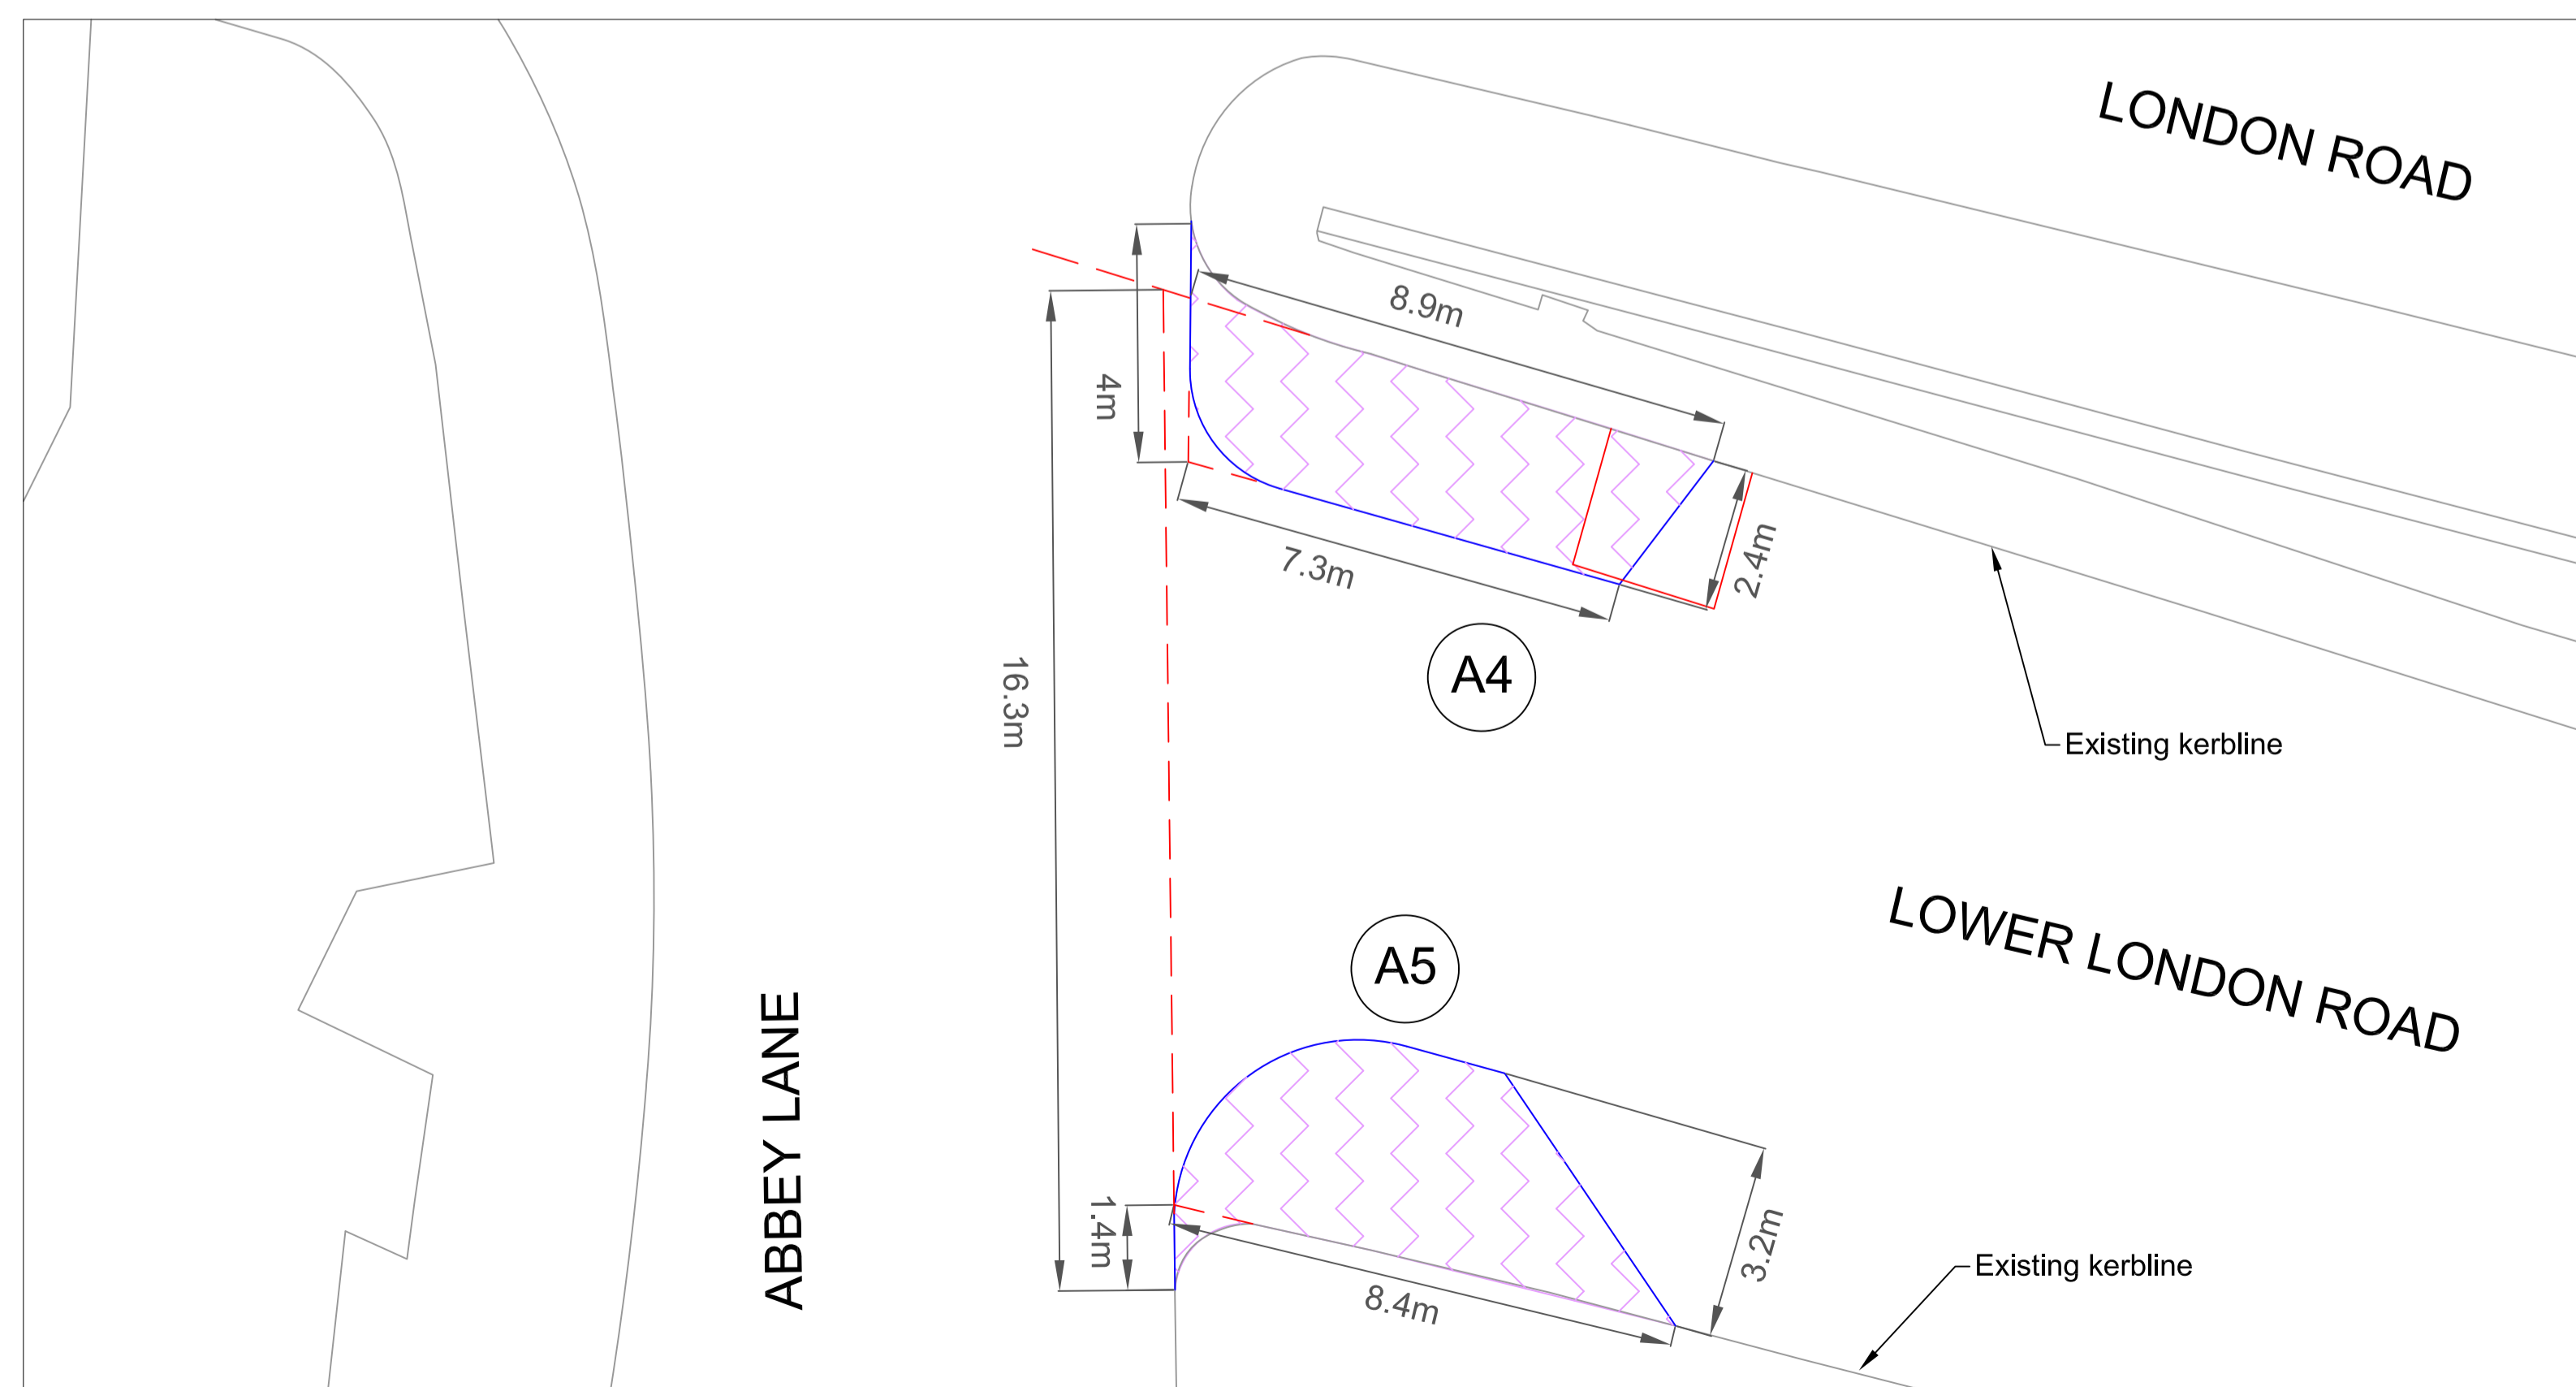 LONDON ROAD
8.9m
4m
7.3m
2.4m
A4
16.3m
Existing kerbline
A5
LOWER LONDON ROAD
ABBEY LANE
1.4m
3.2m
8.4m
Existing kerbline